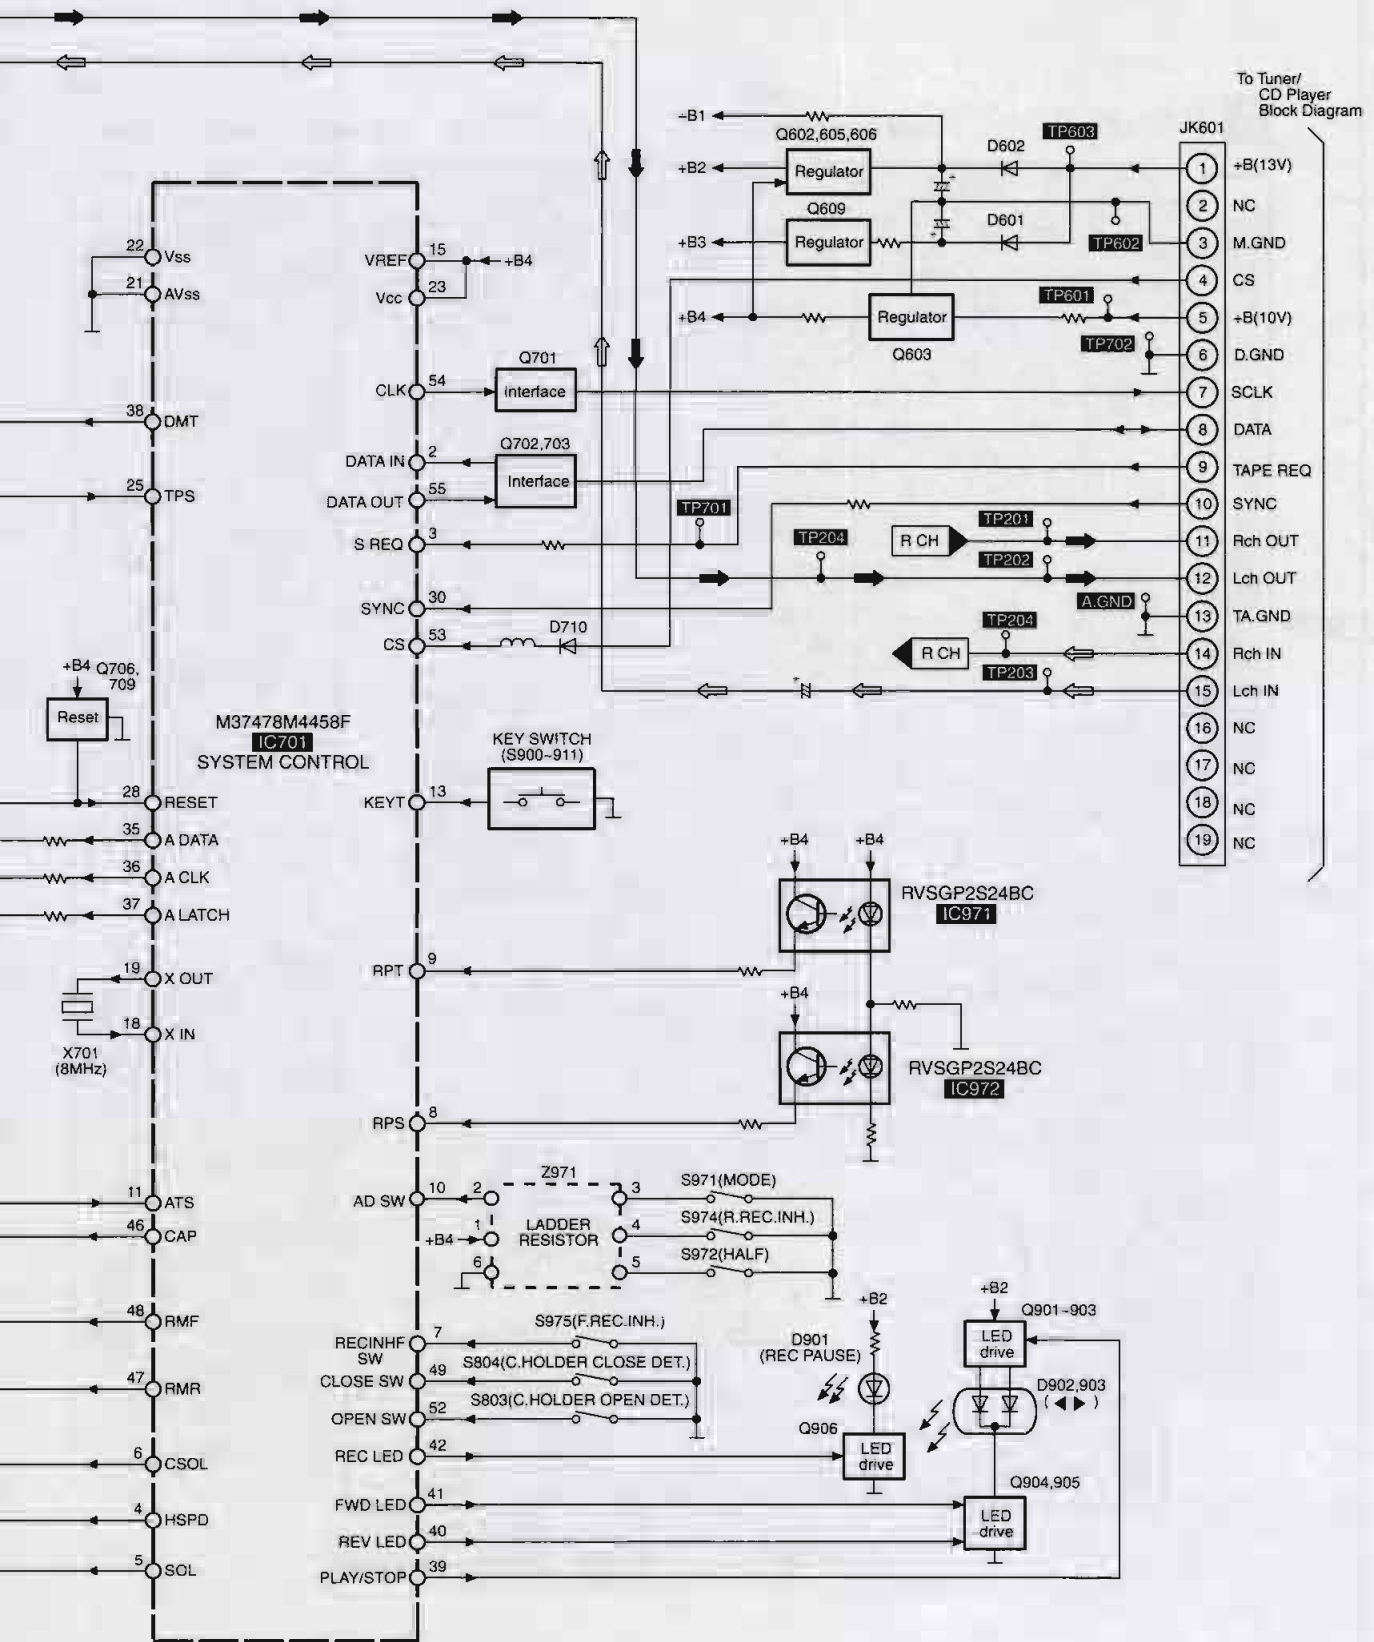 To Tuner/
CD Player
Block Diagram
JK601
+B1
Q602,605,606
D602
TP603
+B2
Regulator
1
+B(13V)
Q609
2
NC
+B3
Regulator
D601
TP602
3
M.GND
4
CS
+B4
Regulator
Q603
TP601
5
+B(10V)
TP702
6
D.GND
7
SCLK
8
DATA
9
TAPE REQ
10
SYNC
R CH
TP201
11
Rch OUT
TP204
TP202
12
Lch OUT
A.GND
13
TA.GND
R CH
TP204
14
Rch IN
TP203
15
Lch IN
16
NC
17
NC
18
NC
19
NC
22
Vss
21
AVss
38
DMT
25
TPS
+B4
Q706,
709
Reset
28
RESET
35
A DATA
36
A CLK
37
A LATCH
19
X OUT
18
X IN
X701
(8MHz)
11
ATS
46
CAP
48
RMF
47
RMR
6
CSOL
4
HSPD
5
SOL
M37478M4458F
IC701
SYSTEM CONTROL
VREF
15
+B4
Vcc
23
Q701
CLK
54
Interface
Q702,703
DATA IN
2
Interface
DATA OUT
55
TP701
S REQ
3
SYNC
30
CS
53
D710
KEY SWITCH
(S900~911)
KEYT
13
+B4
+B4
RVSGP2S24BC
IC971
RPT
9
+B4
RVSGP2S24BC
IC972
RPS
8
Z971
AD SW
10
2
3
S971(MODE)
+B4
1
LADDER
RESISTOR
4
S974(R.REC.INH.)
6
5
S972(HALF)
RECINHF
SW
7
S975(F.REC.INH.)
CLOSE SW
49
S804(C.HOLDER CLOSE DET.)
OPEN SW
52
S803(C.HOLDER OPEN DET.)
REC LED
42
+B2
D901
(REC PAUSE)
Q906
LED
drive
+B2
Q901~903
LED
drive
D902,903
(◀ ▶)
Q904,905
LED
drive
FWD LED
41
REV LED
40
PLAY/STOP
39